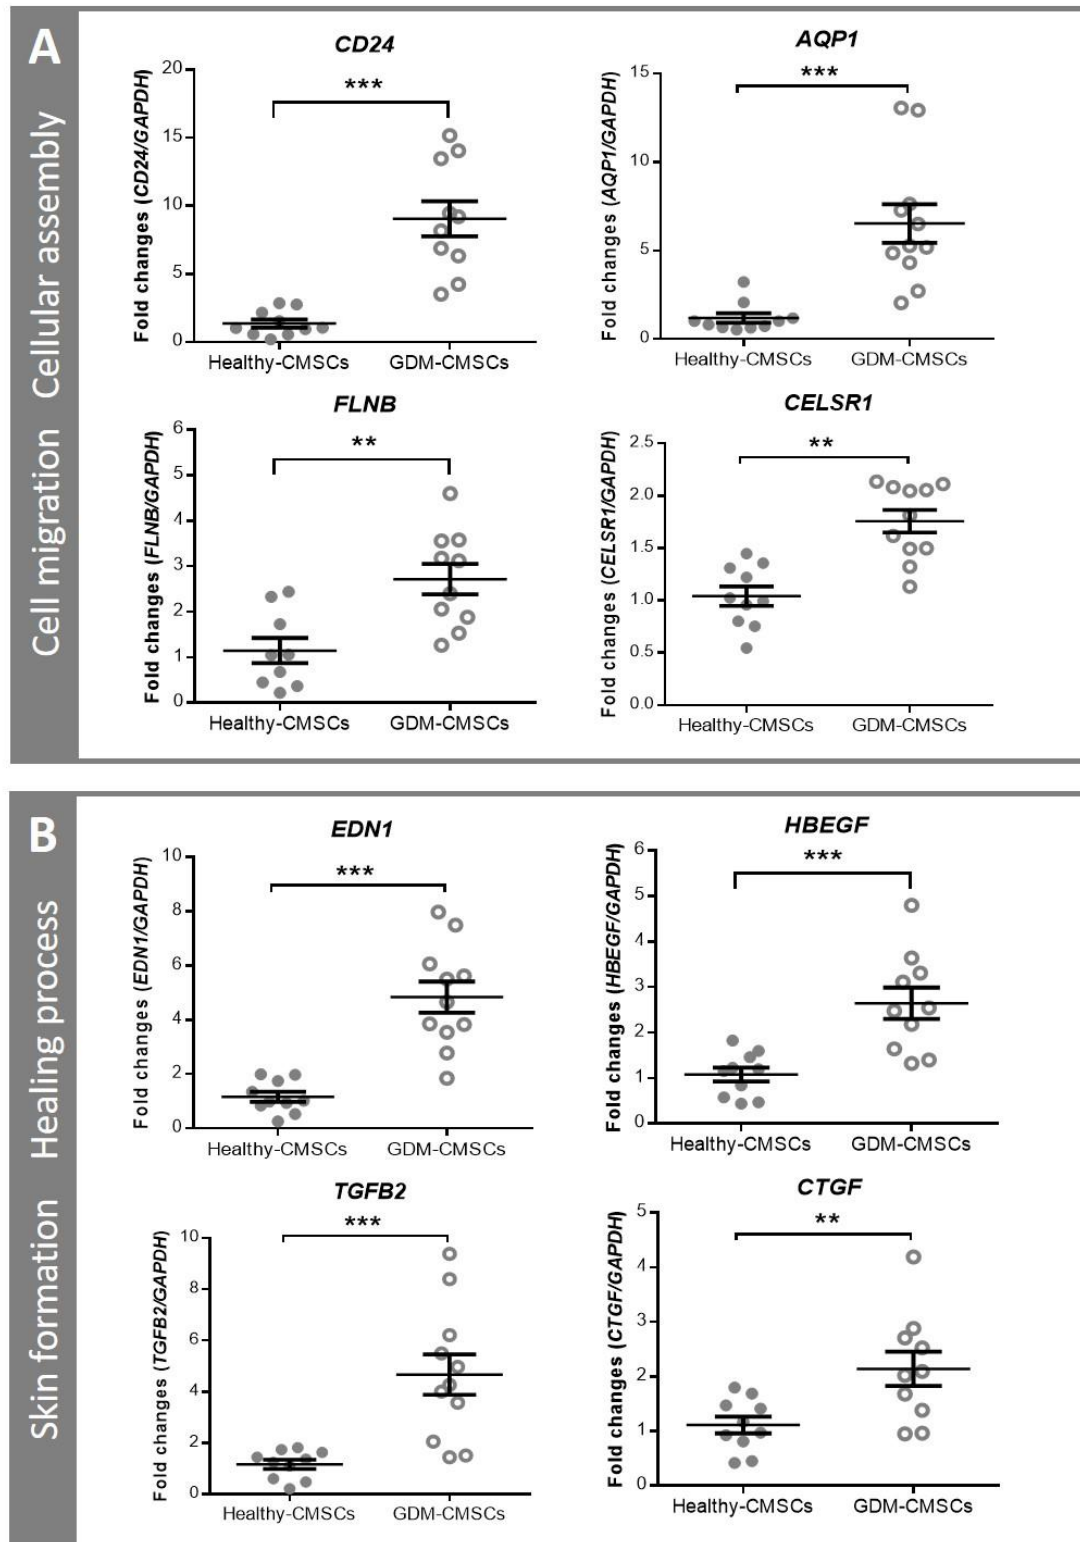 A
Cell migration Cellular assembly
CD24
***
Fold changes (CD24/GAPDH)
20
15
10
5
0
Healthy-CMSCs GDM-CMSCs
AQP1
***
Fold changes (AQP1/GAPDH)
15
10
5
0
Healthy-CMSCs GDM-CMSCs
FLNB
**
Fold changes (FLNB/GAPDH)
6
5
4
3
2
1
0
Healthy-CMSCs GDM-CMSCs
CELSR1
**
Fold changes (CELSR1/GAPDH)
2.5
2.0
1.5
1.0
0.5
0.0
Healthy-CMSCs GDM-CMSCs
B
Skin formation Healing process
EDN1
***
Fold changes (EDN1/GAPDH)
10
8
6
4
2
0
Healthy-CMSCs GDM-CMSCs
HBEGF
***
Fold changes (HBEGF/GAPDH)
6
5
4
3
2
1
0
Healthy-CMSCs GDM-CMSCs
TGFB2
***
Fold changes (TGFB2/GAPDH)
10
8
6
4
2
0
Healthy-CMSCs GDM-CMSCs
CTGF
**
Fold changes (CTGF/GAPDH)
5
4
3
2
1
0
Healthy-CMSCs GDM-CMSCs